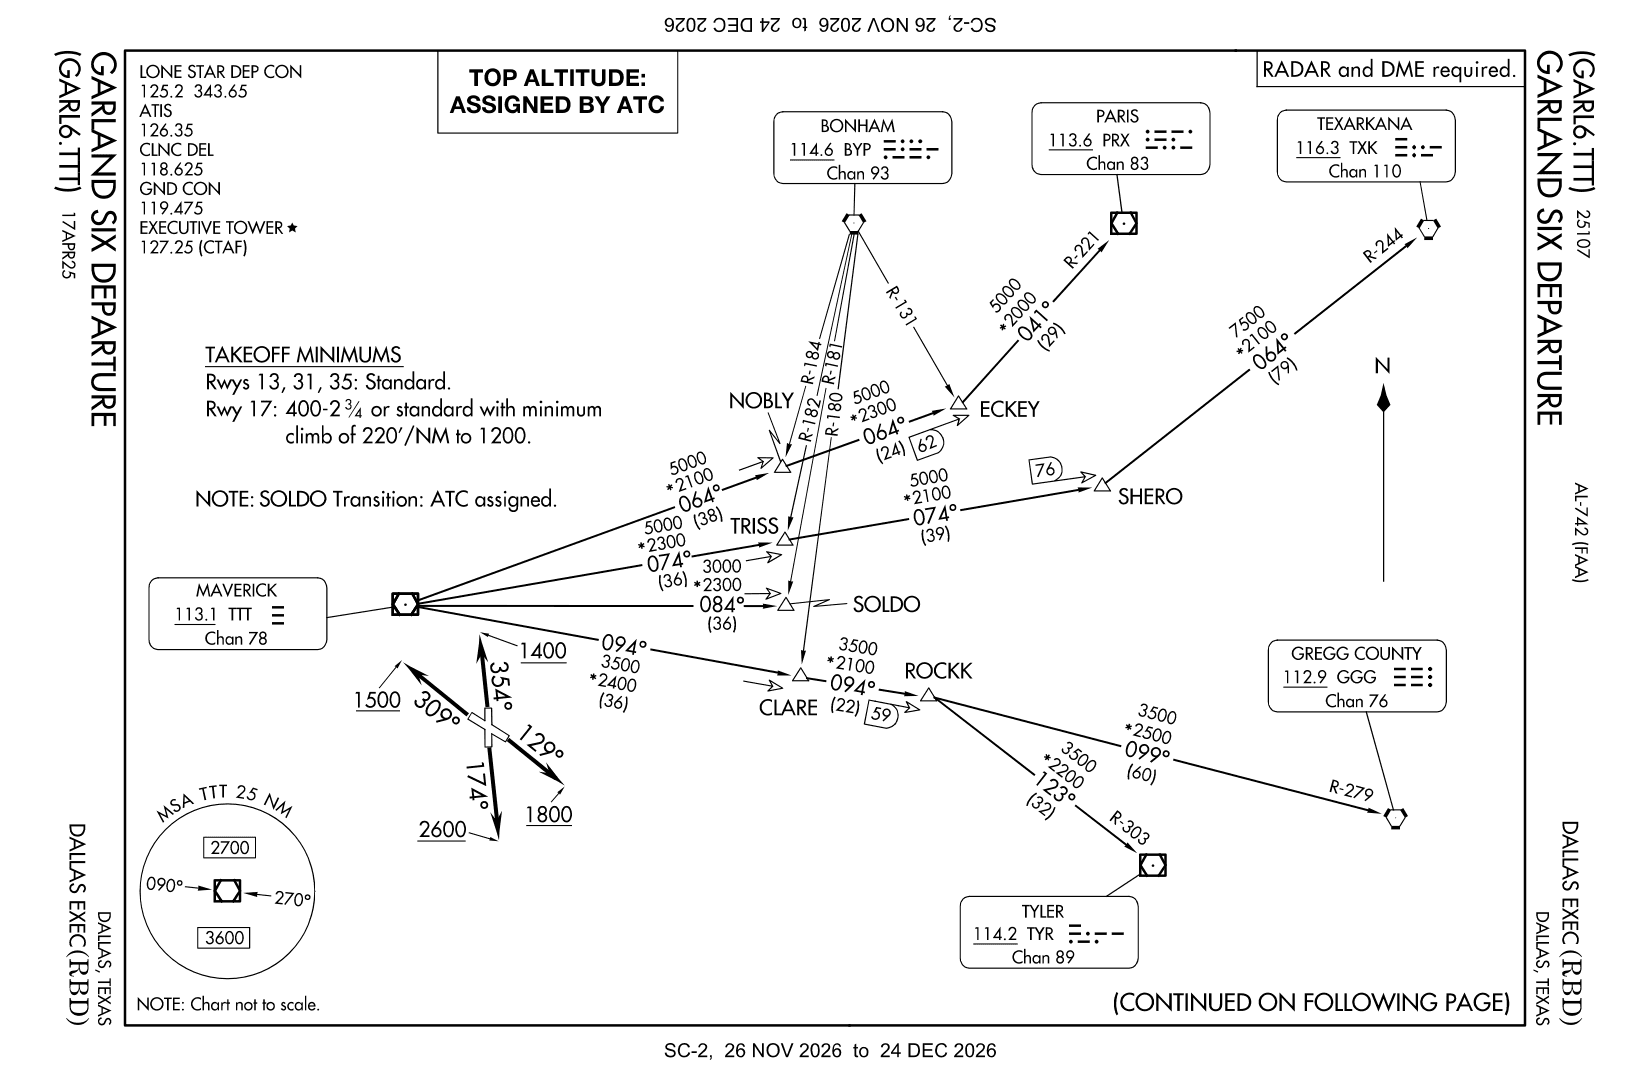 SC-2, 26 NOV 2026 to 24 DEC 2026
(GARL6.TTT) 17APR25
GARLAND SIX DEPARTURE
DALLAS EXEC (RBD)
DALLAS, TEXAS
LONE STAR DEP CON
125.2 343.65
ATIS
126.35
CLNC DEL
118.625
GND CON
119.475
EXECUTIVE TOWER ★
127.25 (CTAF)
TOP ALTITUDE:
ASSIGNED BY ATC
RADAR and DME required.
BONHAM
114.6 BYP
Chan 93
PARIS
113.6 PRX
Chan 83
TEXARKANA
116.3 TXK
Chan 110
R-221
R-244
R-131
5000
*2000
041°
(29)
7500
*2100
064°
(79)
N
TAKEOFF MINIMUMS
Rwys 13, 31, 35: Standard.
Rwy 17: 400-2¾ or standard with minimum
climb of 220'/NM to 1200.
NOTE: SOLDO Transition: ATC assigned.
R-184
R-181
R-182
R-180
NOBLY
5000
*2300
064°
(24)
62
ECKEY
5000
*2100
064°
(38)
TRISS
5000
*2100
074°
(39)
76
SHERO
5000
*2300
074°
(36)
3000
*2300
084°
(36)
SOLDO
MAVERICK
113.1 TTT
Chan 78
094°
3500
*2400
(36)
CLARE
3500
*2100
094°
(22)
59
ROCKK
GREGG COUNTY
112.9 GGG
Chan 76
3500
*2500
099°
(60)
R-279
3500
*2200
123°
(32)
R-303
TYLER
114.2 TYR
Chan 89
1400
354°
1500
309°
129°
1800
174°
2600
MSA TTT 25 NM
2700
090°
270°
3600
NOTE: Chart not to scale.
(CONTINUED ON FOLLOWING PAGE)
(GARL6.TTT) 25107
GARLAND SIX DEPARTURE
AL-742 (FAA)
DALLAS EXEC (RBD)
DALLAS, TEXAS
SC-2, 26 NOV 2026 to 24 DEC 2026